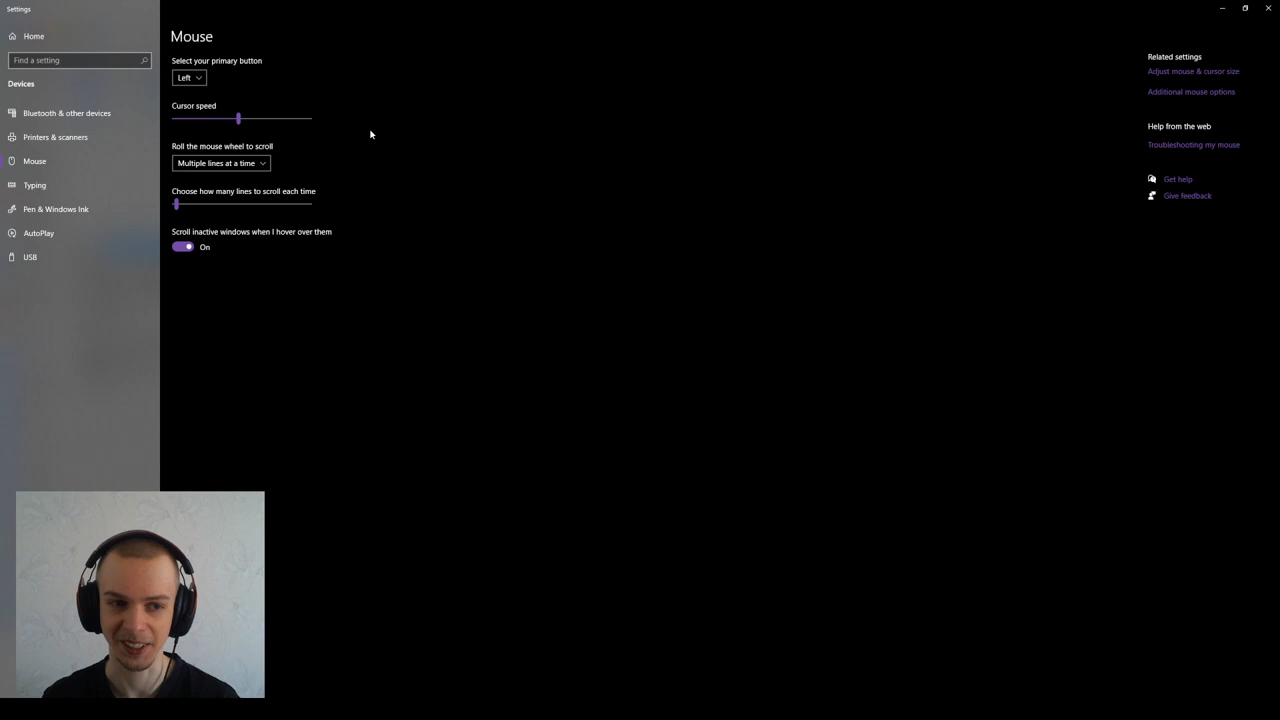 Settings
Home
Find a setting
Devices
Bluetooth & other devices
Printers & scanners
Mouse
Typing
Pen & Windows Ink
AutoPlay
USB
Mouse
Select your primary button
Left
Cursor speed
Roll the mouse wheel to scroll
Multiple lines at a time
Choose how many lines to scroll each time
Scroll inactive windows when I hover over them
On
Related settings
Adjust mouse & cursor size
Additional mouse options
Help from the web
Troubleshooting my mouse
Get help
Give feedback